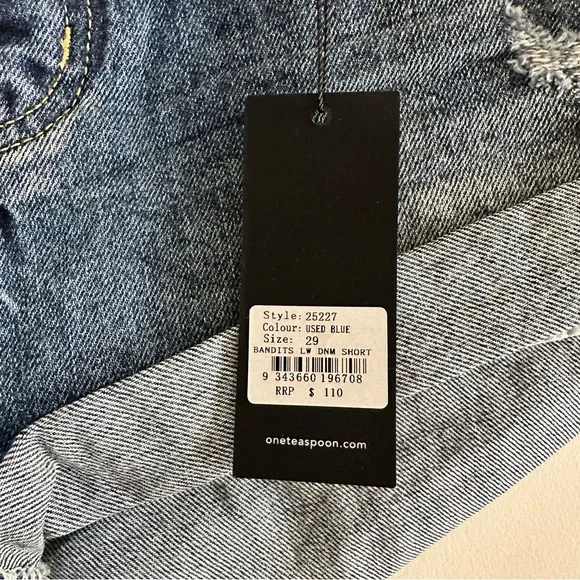 Style: 25227
Colour: USED BLUE
Size: 29
BANDITS LW DNM SHORT
9 343660 196708
RRP $ 110
oneteaspoon.com